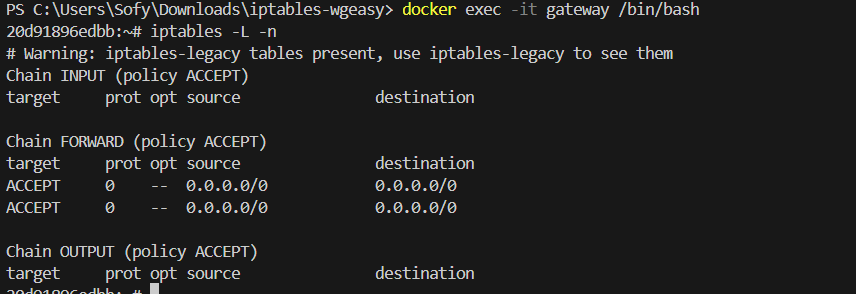 PS C:\Users\Sofy\Downloads\iptables-wgeasy> docker exec -it gateway /bin/bash
20d91896edbb:~# iptables -L -n
# Warning: iptables-legacy tables present, use iptables-legacy to see them
Chain INPUT (policy ACCEPT)
target     prot opt source               destination

Chain FORWARD (policy ACCEPT)
target     prot opt source               destination
ACCEPT     0    --  0.0.0.0/0            0.0.0.0/0
ACCEPT     0    --  0.0.0.0/0            0.0.0.0/0

Chain OUTPUT (policy ACCEPT)
target     prot opt source               destination
20d91896edbb:~#